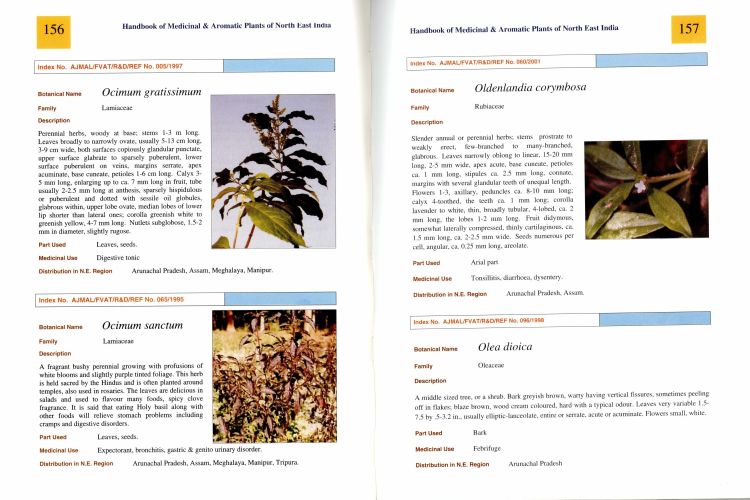 156
Handbook of Medicinal & Aromatic Plants of North East India
Index No. AJMAL/FVAT/R&D/REF No. 005/1997
Botanical Name Ocimum gratissimum
Family Lamiaceae
Description
Perennial herbs, woody at base; stems 1-3 m long.
Leaves broadly to narrowly ovate, usually 5-13 cm long,
3-9 cm wide, both surfaces copiously glandular punctate,
upper surface glabrate to sparsely puberulent, lower
surface puberulent on veins, margins serrate, apex
acuminate, base cuneate, petioles 1-6 cm long. Calyx 3-
5 mm long, enlarging up to ca. 7 mm long in fruit, tube
usually 2-2.5 mm long at anthesis, sparsely hispidulous
or puberulent and dotted with sessile oil globules,
glabrous within, upper lobe ovate, median lobes of lower
lip shorter than lateral ones; corolla greenish white to
greenish yellow, 4-7 mm long. Nutlets subglobose, 1.5-2
mm in diameter, slightly rugose.
Part Used Leaves, seeds.
Medicinal Use Digestive tonic
Distribution in N.E. Region Arunachal Pradesh, Assam, Meghalaya, Manipur.
Index No. AJMAL/FVAT/R&D/REF No. 065/1995
Botanical Name Ocimum sanctum
Family Lamiaceae
Description
A fragrant bushy perennial growing with profusions of
white blooms and slightly purple tinted foliage. This herb
is held sacred by the Hindus and is often planted around
temples, also used in rosaries. The leaves are delicious in
salads and used to flavour many foods, spicy clove
fragrance. It is said that eating Holy basil along with
other foods will relieve stomach problems including
cramps and digestive disorders.
Part Used Leaves, seeds.
Medicinal Use Expectorant, bronchitis, gastric & genito urinary disorder.
Distribution in N.E. Region Arunachal Pradesh, Assam, Meghalaya, Manipur, Tripura.
Handbook of Medicinal & Aromatic Plants of North East India
157
Index No. AJMAL/FVAT/R&D/REF No. 060/2001
Botanical Name Oldenlandia corymbosa
Family Rubiaceae
Description
Slender annual or perennial herbs; stems prostrate to
weakly erect, few-branched to many-branched,
glabrous. Leaves narrowly oblong to linear, 15-20 mm
long, 2-5 mm wide, apex acute, base cuneate, petioles
ca. 1 mm long, stipules ca. 2.5 mm long, connate,
margins with several glandular teeth of unequal length.
Flowers 1-3, axillary, peduncles ca. 8-10 mm long;
calyx 4-toothed, the teeth ca. 1 mm long; corolla
lavender to white, thin, broadly tubular, 4-lobed, ca. 2
mm long, the lobes 1-2 mm long. Fruit didymous,
somewhat laterally compressed, thinly cartilaginous, ca.
1.5 mm long, ca. 2-2.5 mm wide. Seeds numerous per
cell, angular, ca. 0.25 mm long, areolate.
Part Used Arial part
Medicinal Use Tonsillitis, diarrhoea, dysentery.
Distribution in N.E. Region Arunachal Pradesh, Assam.
Index No. AJMAL/FVAT/R&D/REF No. 096/1998
Botanical Name Olea dioica
Family Oleaceae
Description
A middle sized tree, or a shrub. Bark greyish brown, warty having vertical fissures, sometimes peeling
off in flakes; blaze brown, wood cream coloured, hard with a typical odour. Leaves very variable 1.5-
7.5 by .5-3.2 in., usually elliptic-lanceolate, entire or serrate, acute or acuminate. Flowers small, white.
Part Used Bark
Medicinal Use Febrifuge
Distribution in N.E. Region Arunachal Pradesh